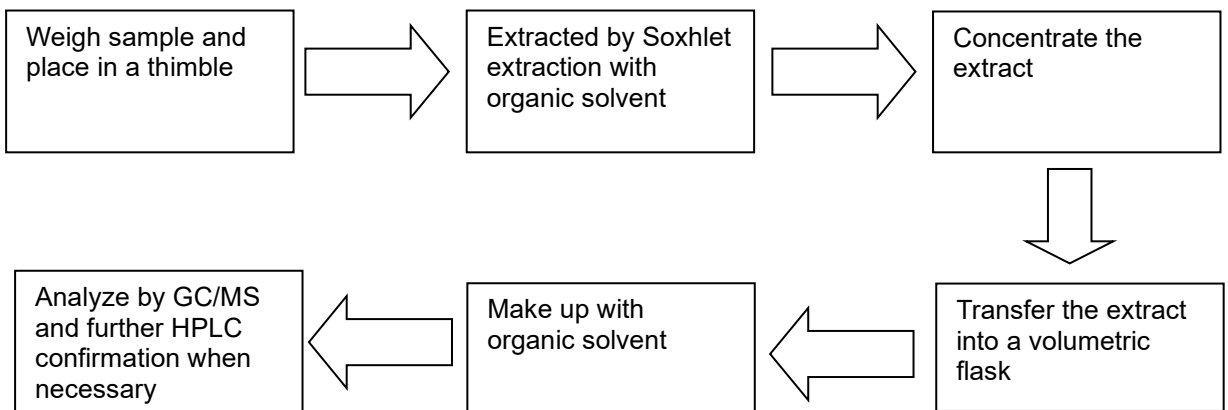 Weigh sample and
place in a thimble
Extracted by Soxhlet
extraction with
organic solvent
Concentrate the
extract
Transfer the extract
into a volumetric
flask
Make up with
organic solvent
Analyze by GC/MS
and further HPLC
confirmation when
necessary